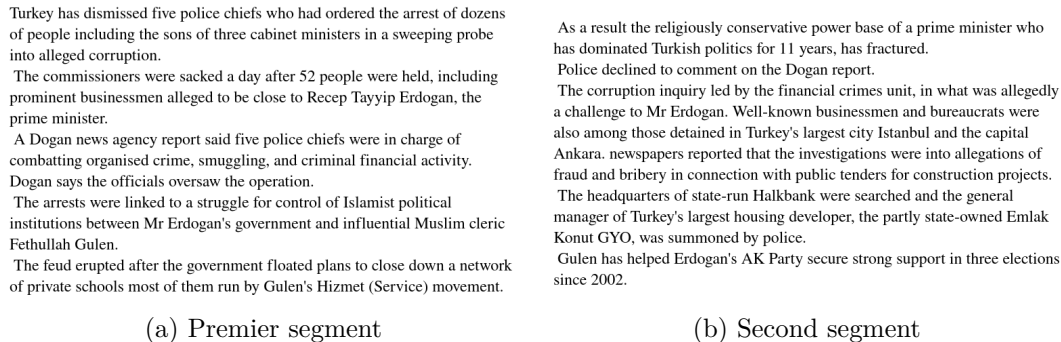 Turkey has dismissed five police chiefs who had ordered the arrest of dozens
of people including the sons of three cabinet ministers in a sweeping probe
into alleged corruption.
The commissioners were sacked a day after 52 people were held, including
prominent businessmen alleged to be close to Recep Tayyip Erdogan, the
prime minister.
A Dogan news agency report said five police chiefs were in charge of
combatting organised crime, smuggling, and criminal financial activity.
Dogan says the officials oversaw the operation.
The arrests were linked to a struggle for control of Islamist political
institutions between Mr Erdogan's government and influential Muslim cleric
Fethullah Gulen.
The feud erupted after the government floated plans to close down a network
of private schools most of them run by Gulen's Hizmet (Service) movement.
(a) Premier segment
As a result the religiously conservative power base of a prime minister who
has dominated Turkish politics for 11 years, has fractured.
Police declined to comment on the Dogan report.
The corruption inquiry led by the financial crimes unit, in what was allegedly
a challenge to Mr Erdogan. Well-known businessmen and bureaucrats were
also among those detained in Turkey's largest city Istanbul and the capital
Ankara. newspapers reported that the investigations were into allegations of
fraud and bribery in connection with public tenders for construction projects.
The headquarters of state-run Halkbank were searched and the general
manager of Turkey's largest housing developer, the partly state-owned Emlak
Konut GYO, was summoned by police.
Gulen has helped Erdogan's AK Party secure strong support in three elections
since 2002.
(b) Second segment